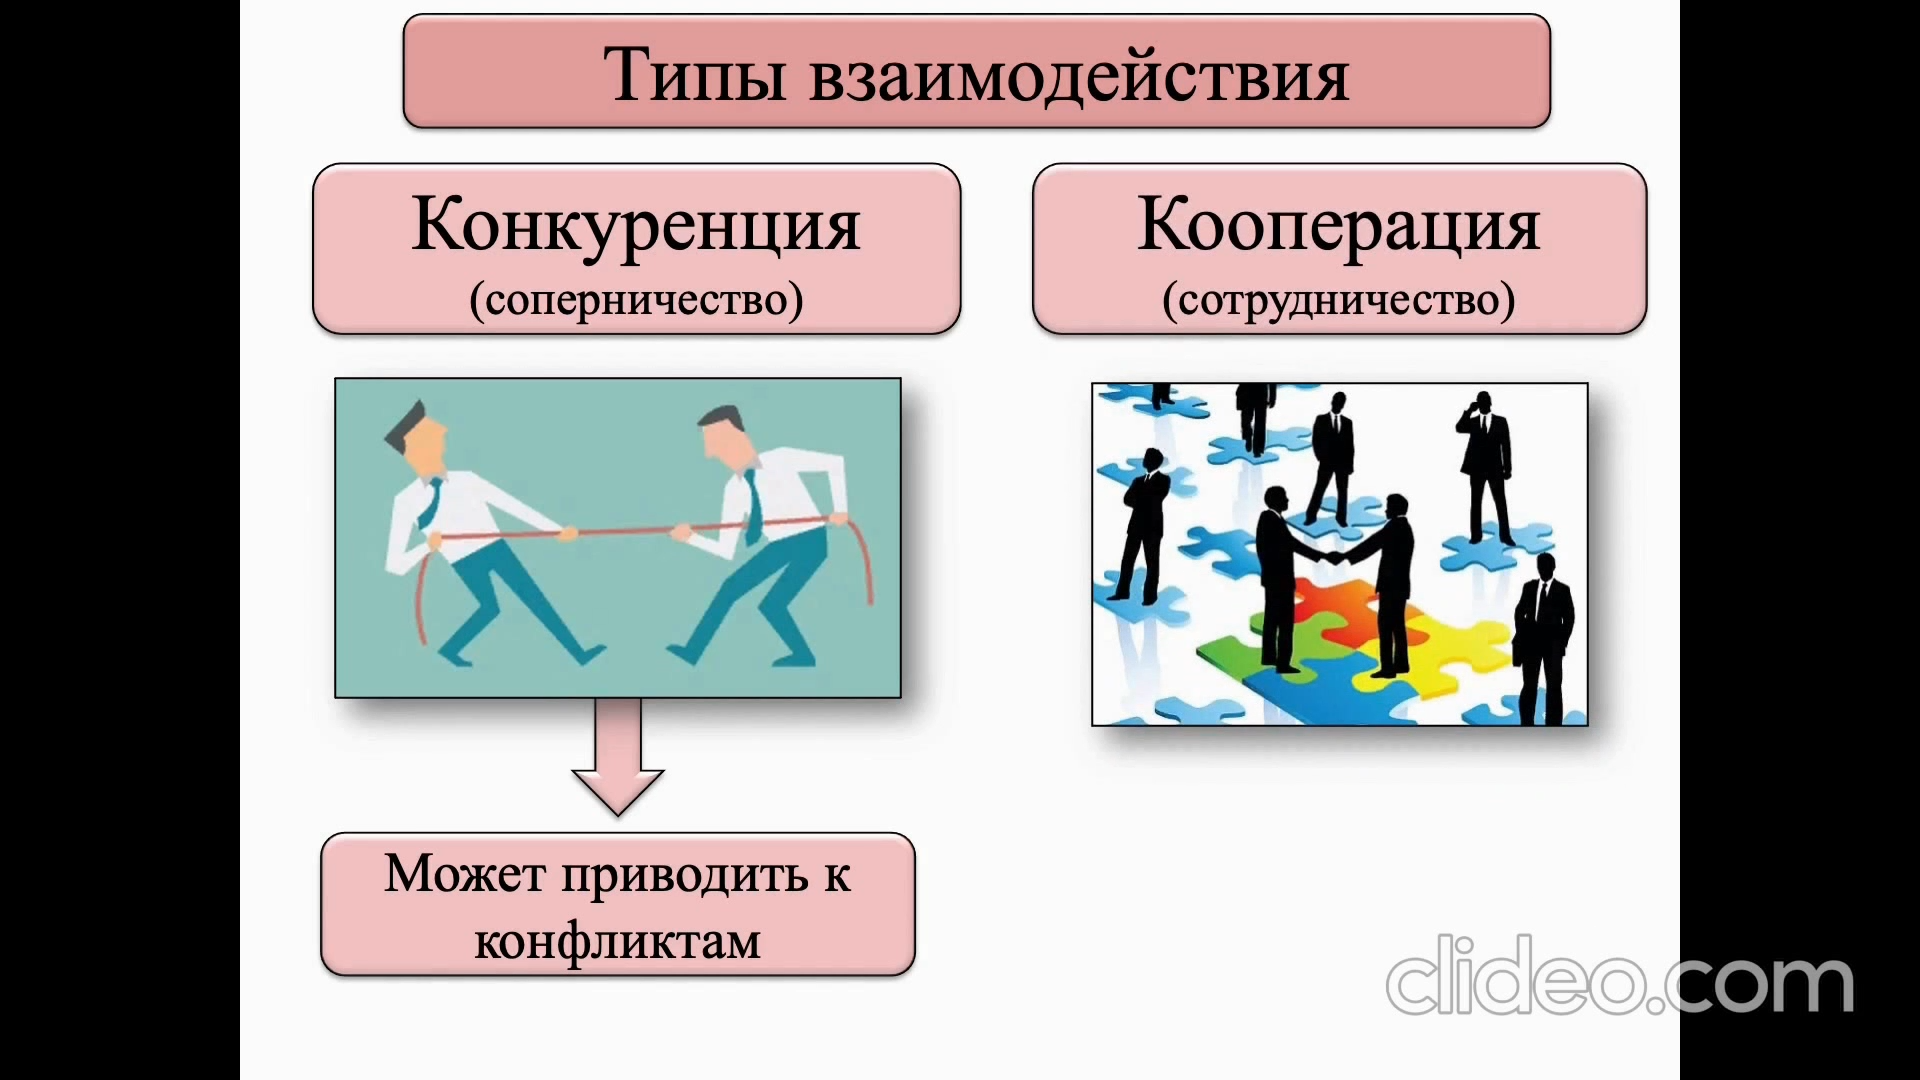 Типы взаимодействия
Конкуренция
(соперничество)
Кооперация
(сотрудничество)
Может приводить к
конфликтам
clideo.com